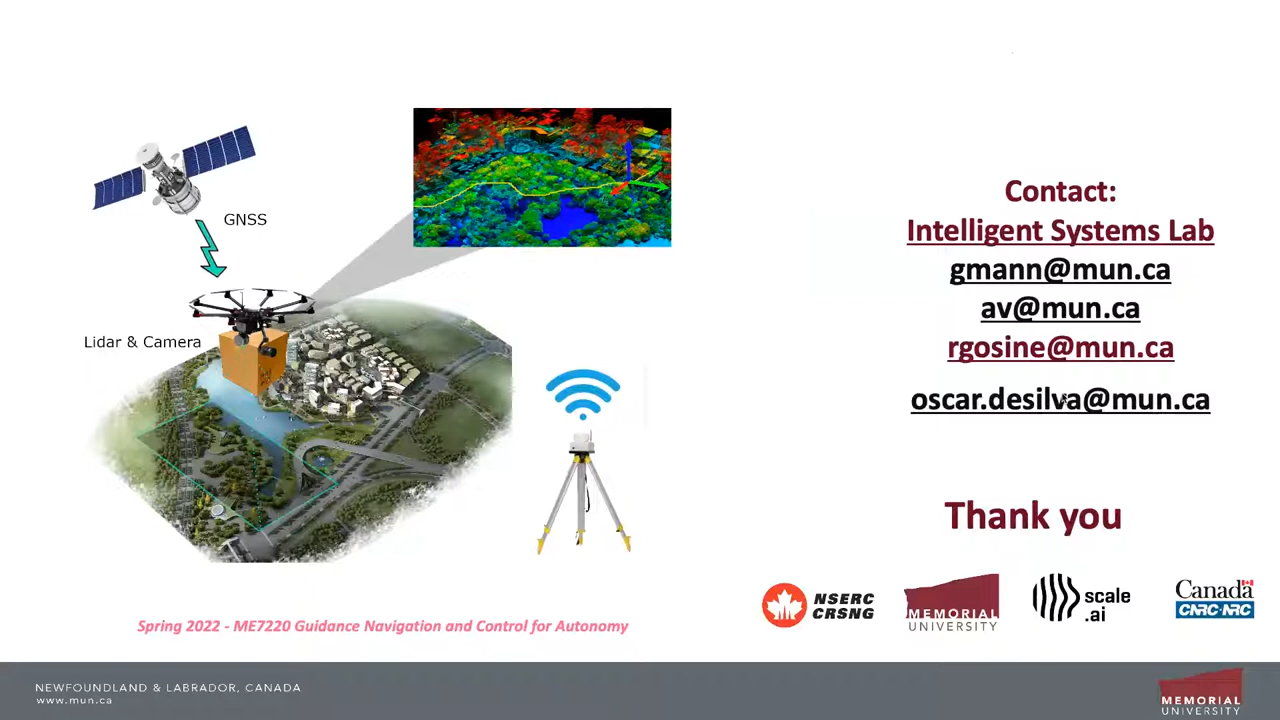 GNSS
Lidar & Camera
Spring 2022 - ME7220 Guidance Navigation and Control for Autonomy
Contact:
Intelligent Systems Lab
gmann@mun.ca
av@mun.ca
rgosine@mun.ca
oscar.desilva@mun.ca
Thank you
NSERC
CRSNG
MEMORIAL
UNIVERSITY
scale
.ai
Canada
CNRC·NRC
NEWFOUNDLAND & LABRADOR, CANADA
www.mun.ca
MEMORIAL
UNIVERSITY